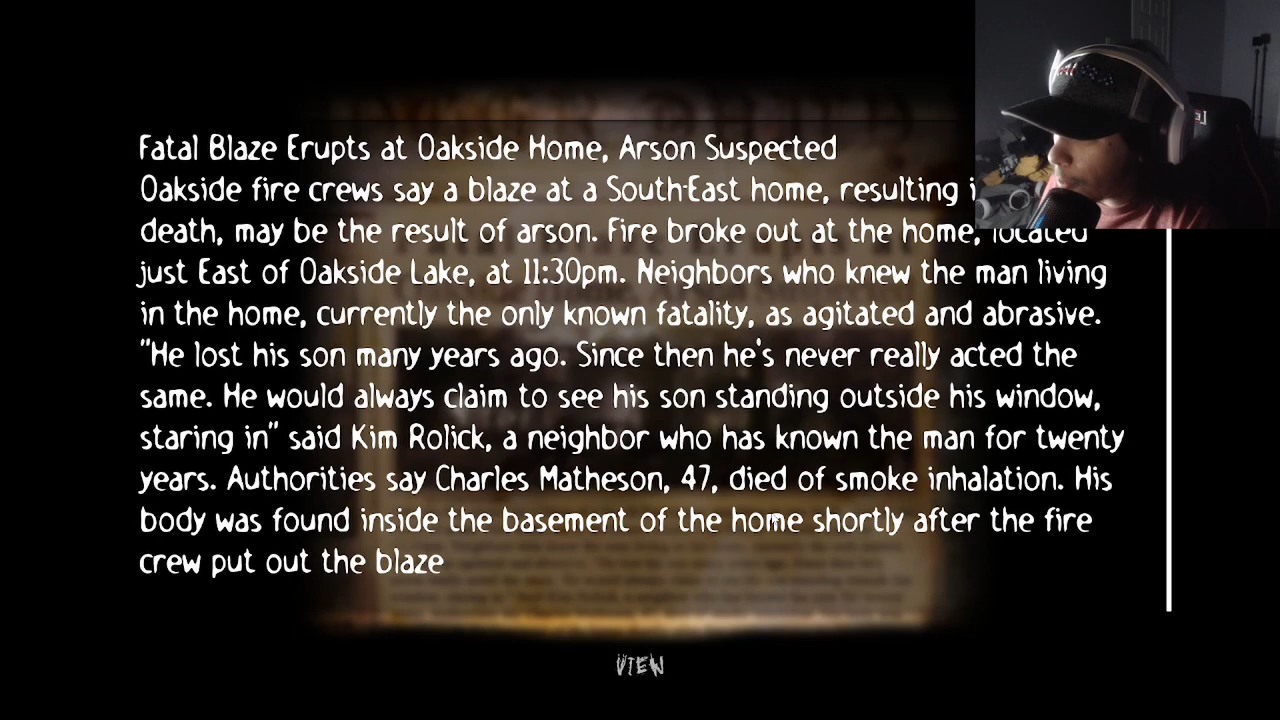 Fatal Blaze Erupts at Oakside Home, Arson Suspected
Oakside fire crews say a blaze at a South-East home, resulting
death, may be the result of arson. Fire broke out at the home, located
just East of Oakside Lake, at 11:30pm. Neighbors who knew the man living
in the home, currently the only known fatality, as agitated and abrasive.
"He lost his son many years ago. Since then he's never really acted the
same. He would always claim to see his son standing outside his window,
staring in" said Kim Rolick, a neighbor who has known the man for twenty
years. Authorities say Charles Matheson, 47, died of smoke inhalation. His
body was found inside the basement of the home shortly after the fire
crew put out the blaze
VIEW